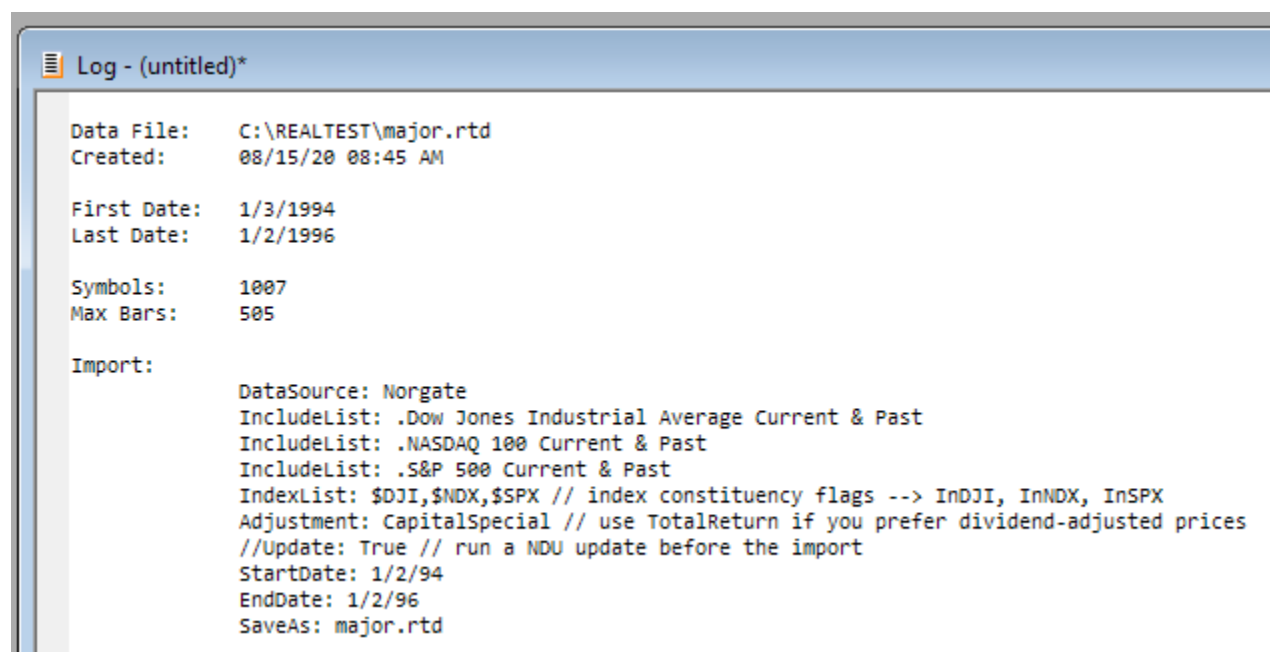 Log - (untitled)*
Data File: C:\REALTEST\major.rtd
Created: 08/15/20 08:45 AM
First Date: 1/3/1994
Last Date: 1/2/1996
Symbols: 1007
Max Bars: 505
Import:
DataSource: Norgate
IncludeList: .Dow Jones Industrial Average Current & Past
IncludeList: .NASDAQ 100 Current & Past
IncludeList: .S&P 500 Current & Past
IndexList: $DJI,$NDX,$SPX // index constituency flags --> InDJI, InNDX, InSPX
Adjustment: CapitalSpecial // use TotalReturn if you prefer dividend-adjusted prices
//Update: True // run a NDU update before the import
StartDate: 1/2/94
EndDate: 1/2/96
SaveAs: major.rtd